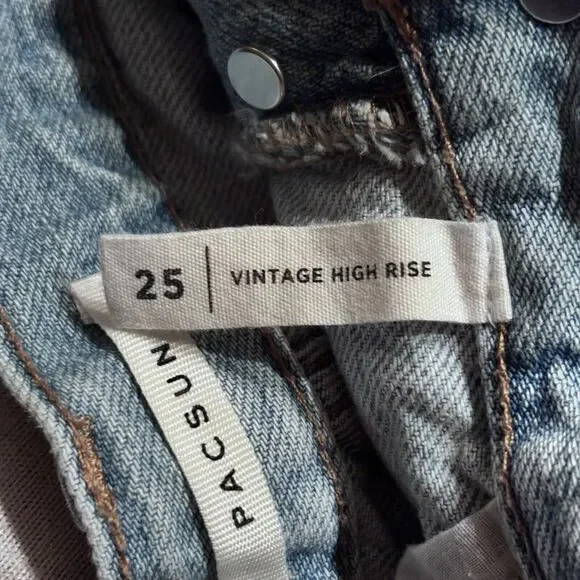 25 | VINTAGE HIGH RISE
PACSUN